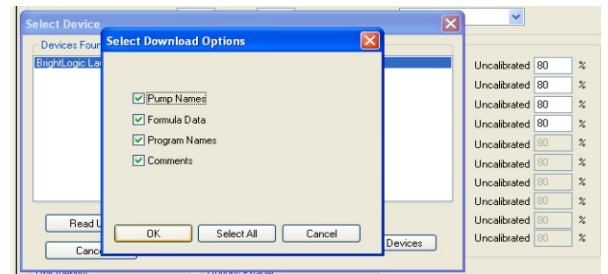 Select Device
Devices Four
BrightLogic La
Select Download Options
Pump Names
Formula Data
Program Names
Comments
OK Select All Cancel
Read U
Canc
Devices
Uncalibrated 80 %
Uncalibrated 80 %
Uncalibrated 80 %
Uncalibrated 80 %
Uncalibrated 80 %
Uncalibrated 80 %
Uncalibrated 80 %
Uncalibrated 80 %
Uncalibrated 80 %
Uncalibrated 80 %